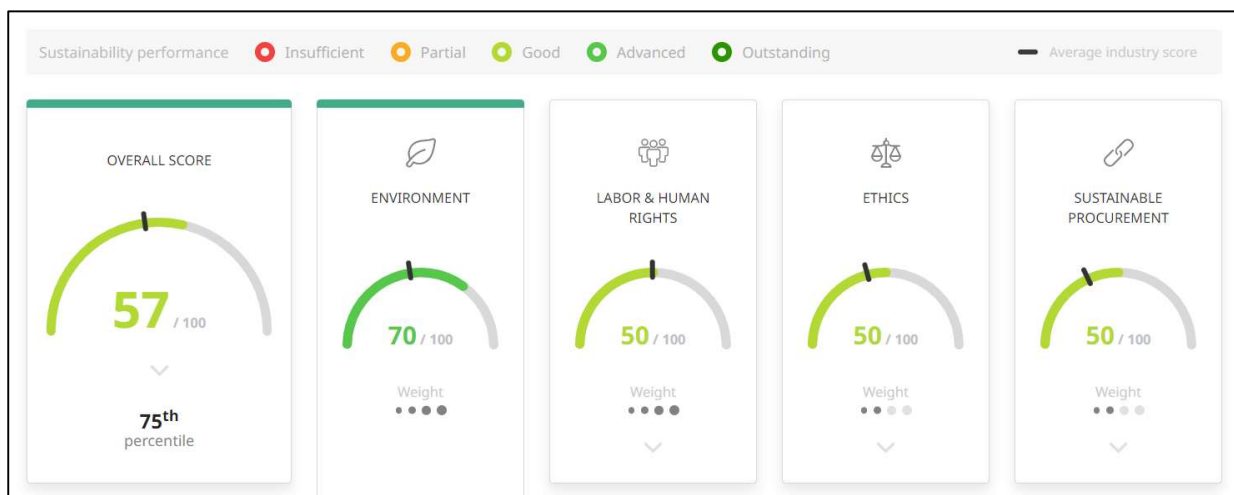 Sustainability performance Insufficient Partial Good Advanced Outstanding Average industry score
OVERALL SCORE
57 / 100
75th
percentile
ENVIRONMENT
70 / 100
Weight
LABOR & HUMAN
RIGHTS
50 / 100
Weight
ETHICS
50 / 100
Weight
SUSTAINABLE
PROCUREMENT
50 / 100
Weight